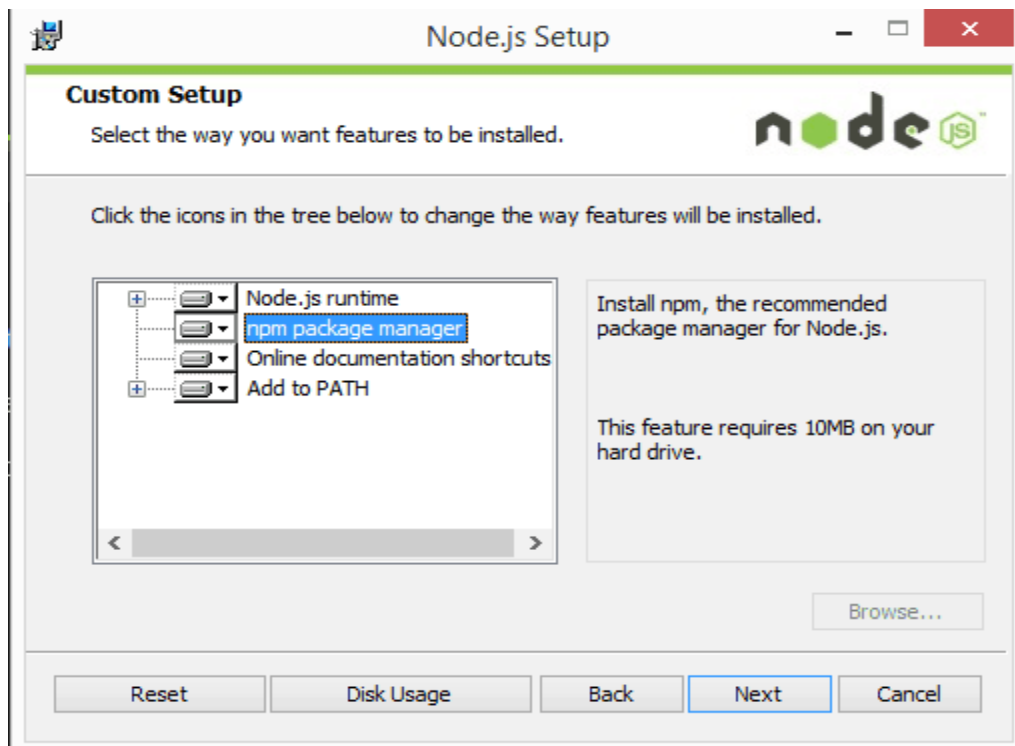 Node.js Setup
Custom Setup
Select the way you want features to be installed.
node JS ™
Click the icons in the tree below to change the way features will be installed.
Node.js runtime
npm package manager
Online documentation shortcuts
Add to PATH
Install npm, the recommended
package manager for Node.js.
This feature requires 10MB on your
hard drive.
Browse...
Reset
Disk Usage
Back
Next
Cancel